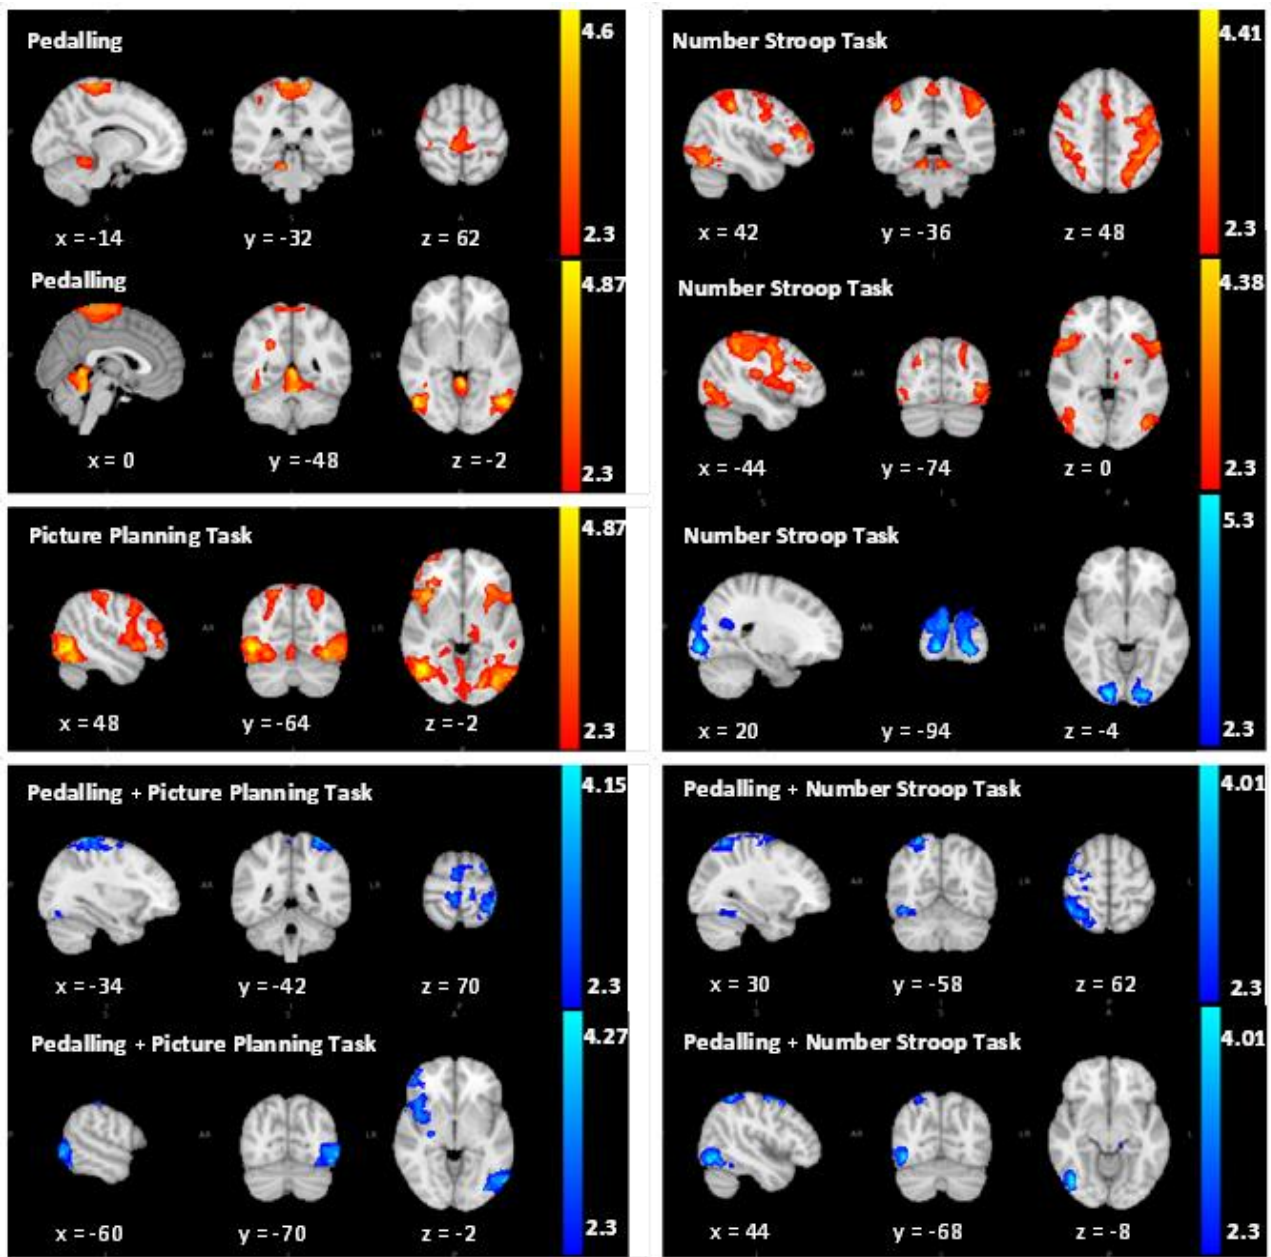 Pedalling
4.6
x = -14 y = -32 z = 62
2.3
Pedalling
4.87
x = 0 y = -48 z = -2
2.3
Picture Planning Task
4.87
x = 48 y = -64 z = -2
2.3
Pedalling + Picture Planning Task
4.15
x = -34 y = -42 z = 70
2.3
Pedalling + Picture Planning Task
4.27
x = -60 y = -70 z = -2
2.3
Number Stroop Task
4.41
x = 42 y = -36 z = 48
2.3
Number Stroop Task
4.38
x = -44 y = -74 z = 0
2.3
Number Stroop Task
5.3
x = 20 y = -94 z = -4
2.3
Pedalling + Number Stroop Task
4.01
x = 30 y = -58 z = 62
2.3
Pedalling + Number Stroop Task
4.01
x = 44 y = -68 z = -8
2.3